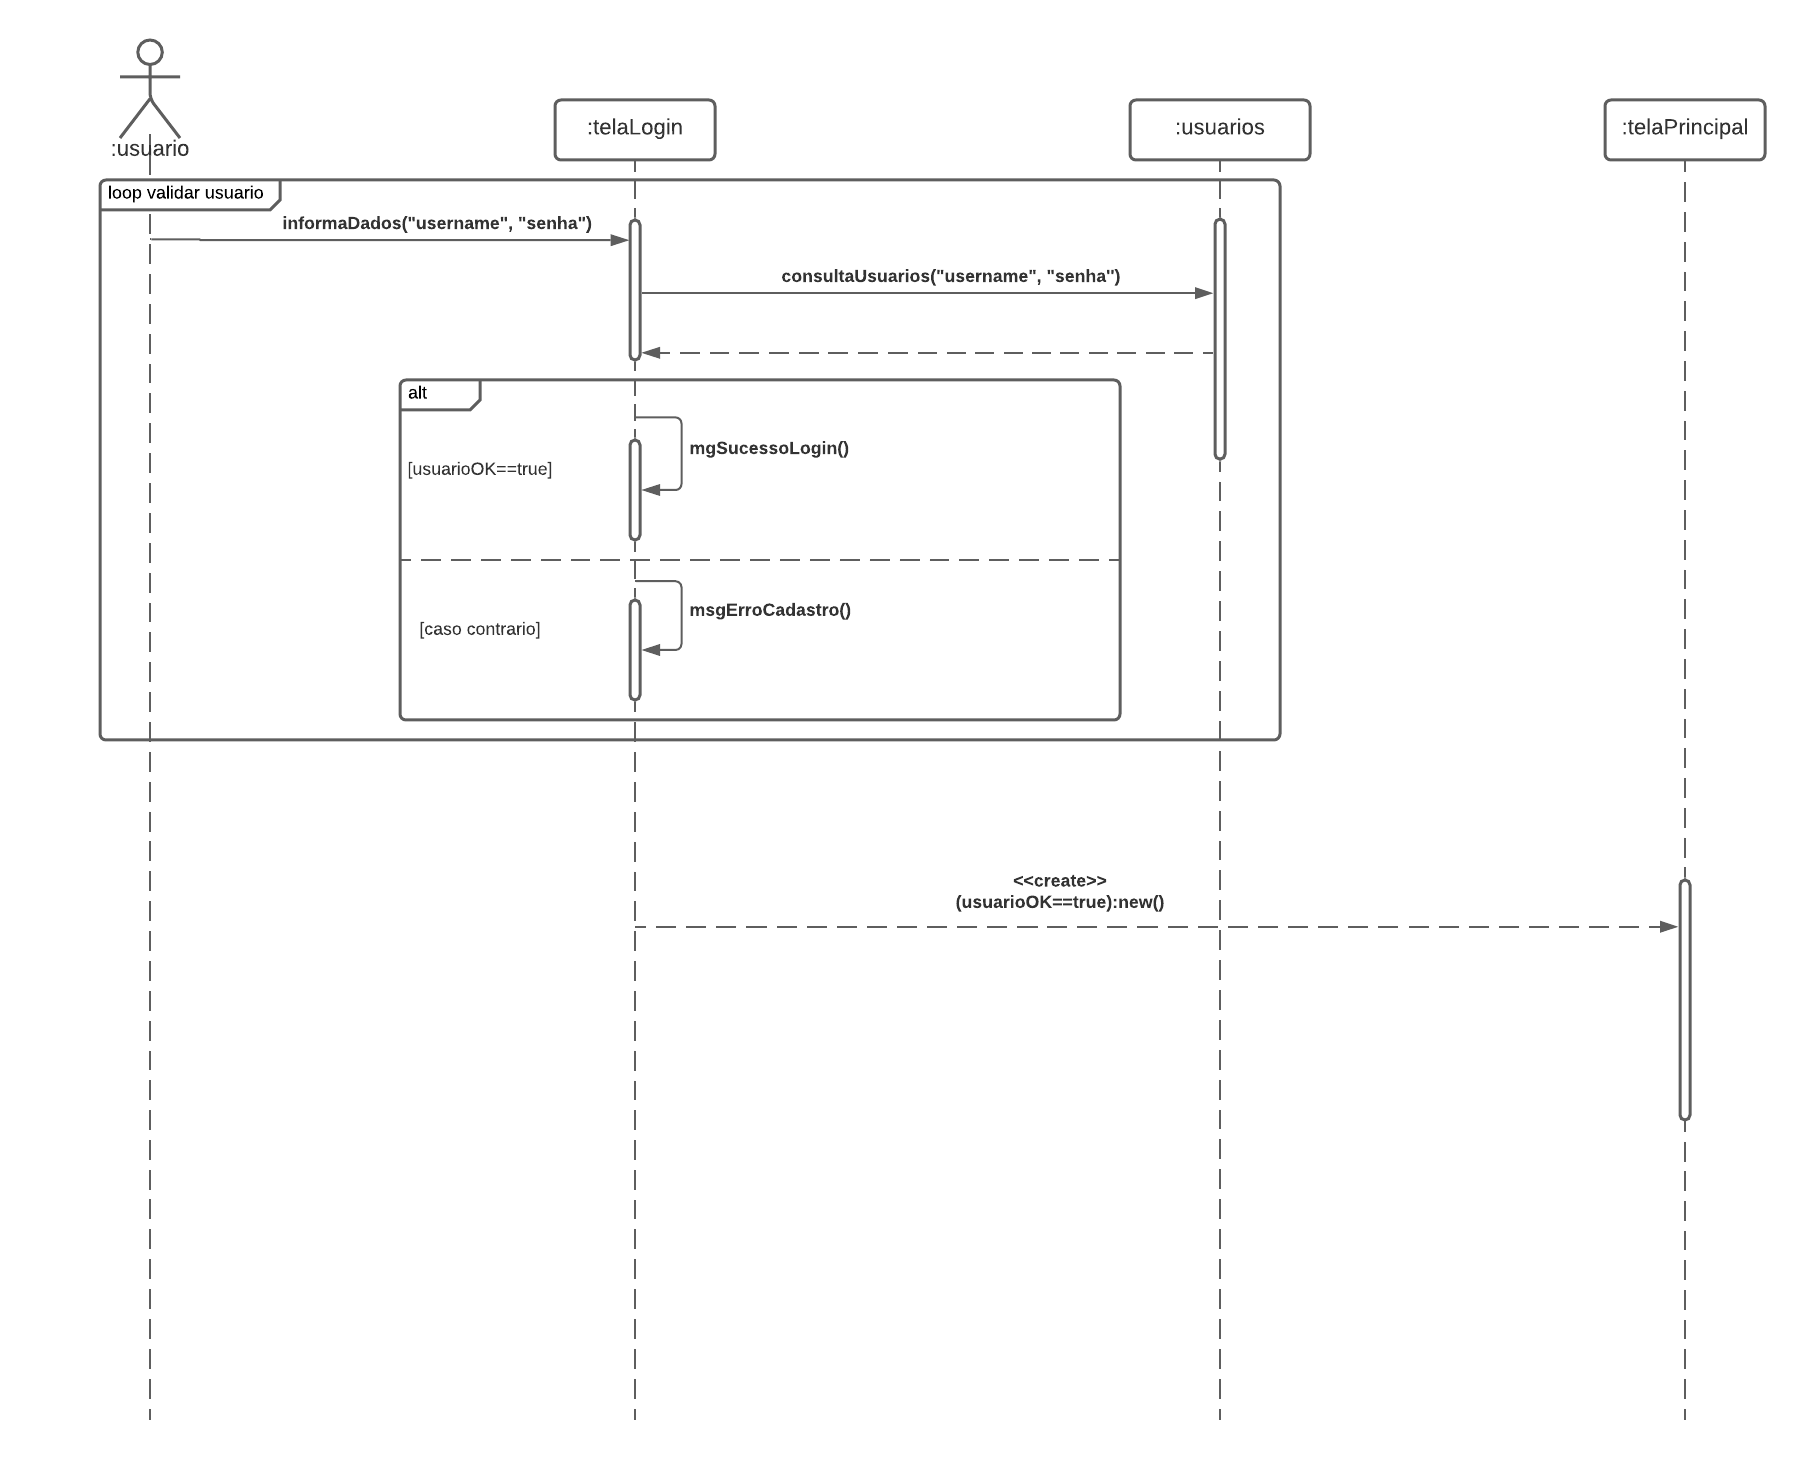 :usuario
:telaLogin
:usuarios
:telaPrincipal
loop validar usuario
informaDados("username", "senha")
consultaUsuarios("username", "senha")
alt
mgSucessoLogin()
[usuarioOK==true]
msgErroCadastro()
[caso contrario]
<<create>>
(usuarioOK==true):new()